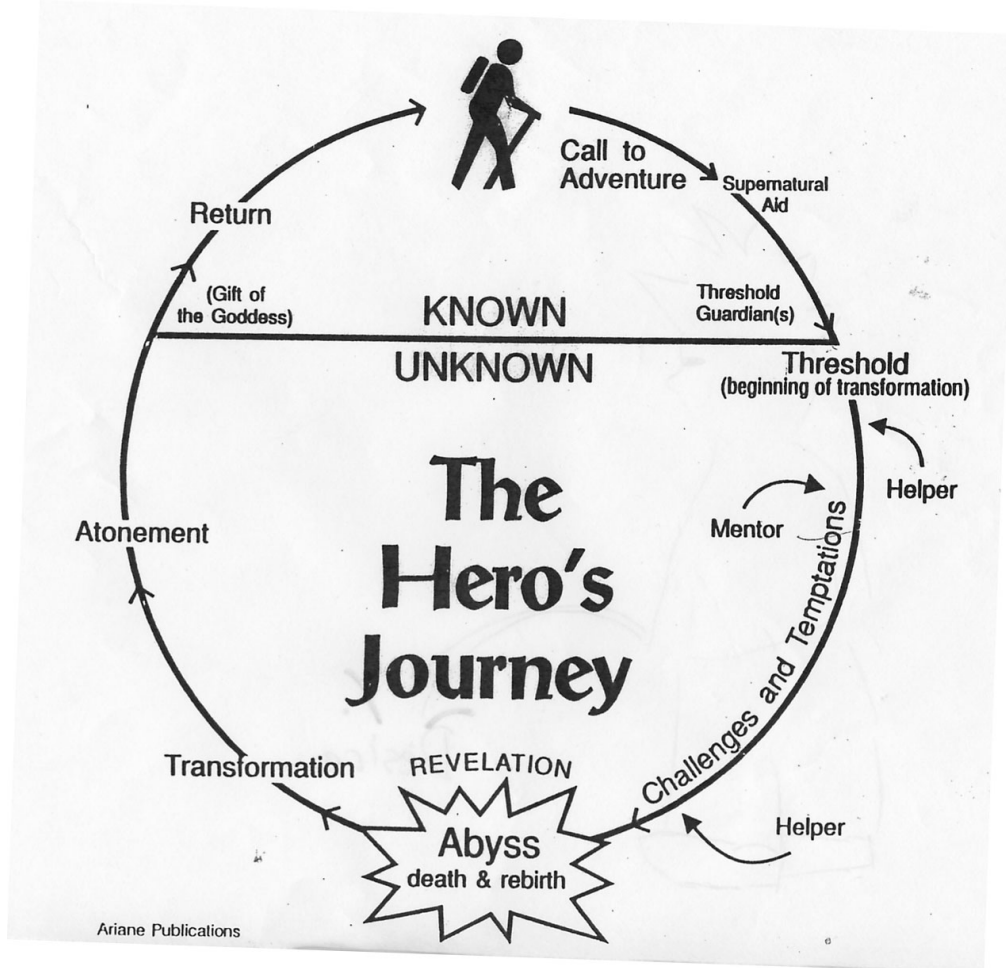 Call to
Adventure
Supernatural
Aid
Return
(Gift of
the Goddess)
KNOWN
Threshold
Guardian(s)
UNKNOWN
Threshold
(beginning of transformation)
Helper
Mentor
The
Hero's
Journey
Atonement
Challenges and Temptations
Transformation
REVELATION
Abyss
death & rebirth
Helper
Ariane Publications